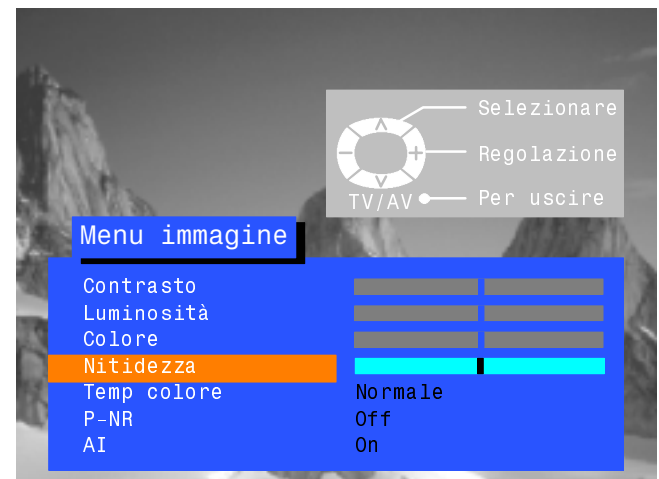 Selezionare
Regolazione
TV/AV Per uscire
Menu immagine
Contrasto
Luminosità
Colore
Nitidezza
Temp colore Normale
P-NR Off
AI On